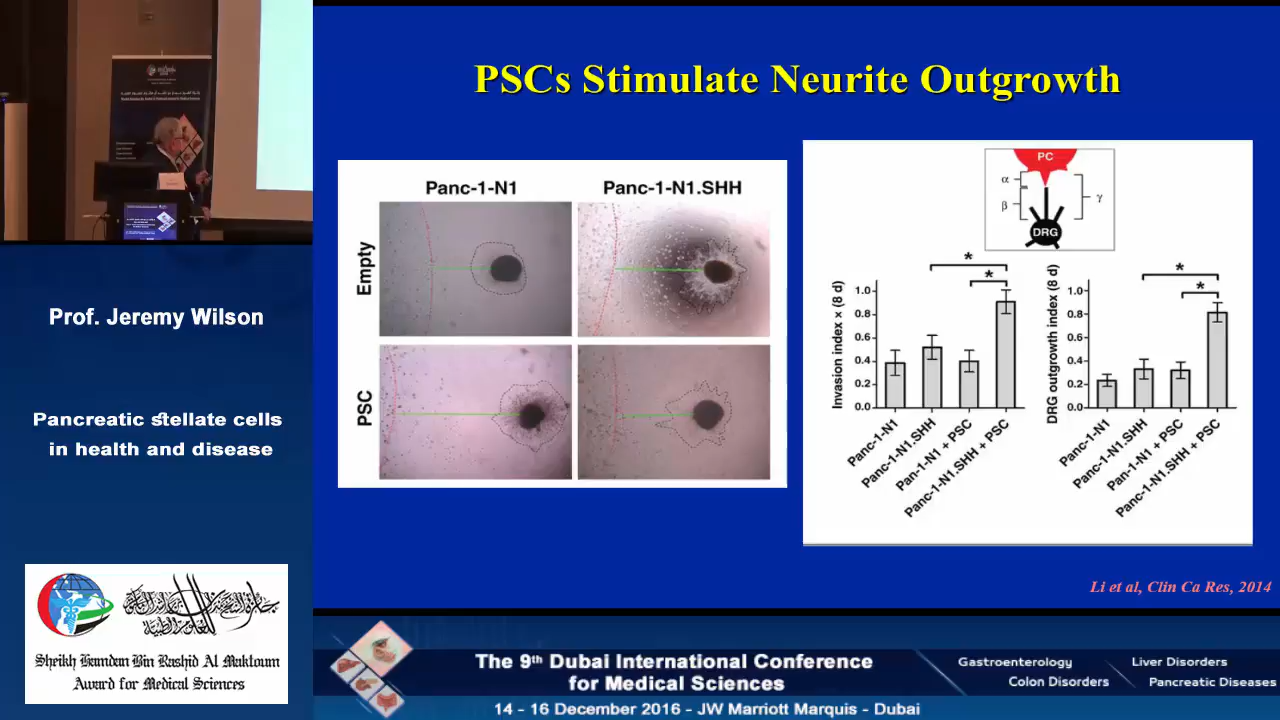 PSCs Stimulate Neurite Outgrowth
Panc-1-N1
Panc-1-N1.SHH
Empty
PSC
PC
α
β
γ
DRG
Invasion index × (8 d)
1.0
0.8
0.6
0.4
0.2
0.0
*
*
Panc-1-N1
Panc-1-N1.SHH
Pan-1-N1 + PSC
Panc-1-N1.SHH + PSC
DRG outgrowth index (8 d)
1.0
0.8
0.6
0.4
0.2
0.0
*
*
Panc-1-N1
Panc-1-N1.SHH
Pan-1-N1 + PSC
Panc-1-N1.SHH + PSC
Li et al, Clin Ca Res, 2014
Prof. Jeremy Wilson
Pancreatic stellate cells
in health and disease
Sheikh Hamdan Bin Rashid Al Maktoum
Award for Medical Sciences
The 9th Dubai International Conference
for Medical Sciences
14 - 16 December 2016 - JW Marriott Marquis - Dubai
Gastroenterology
Liver Disorders
Colon Disorders
Pancreatic Diseases